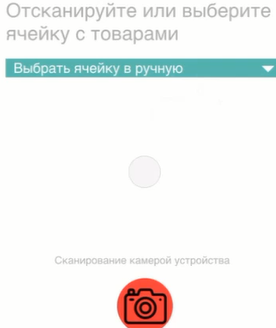 Отсканируйте или выберите
ячейку с товарами
Выбрать ячейку в ручную
Сканирование камерой устройства